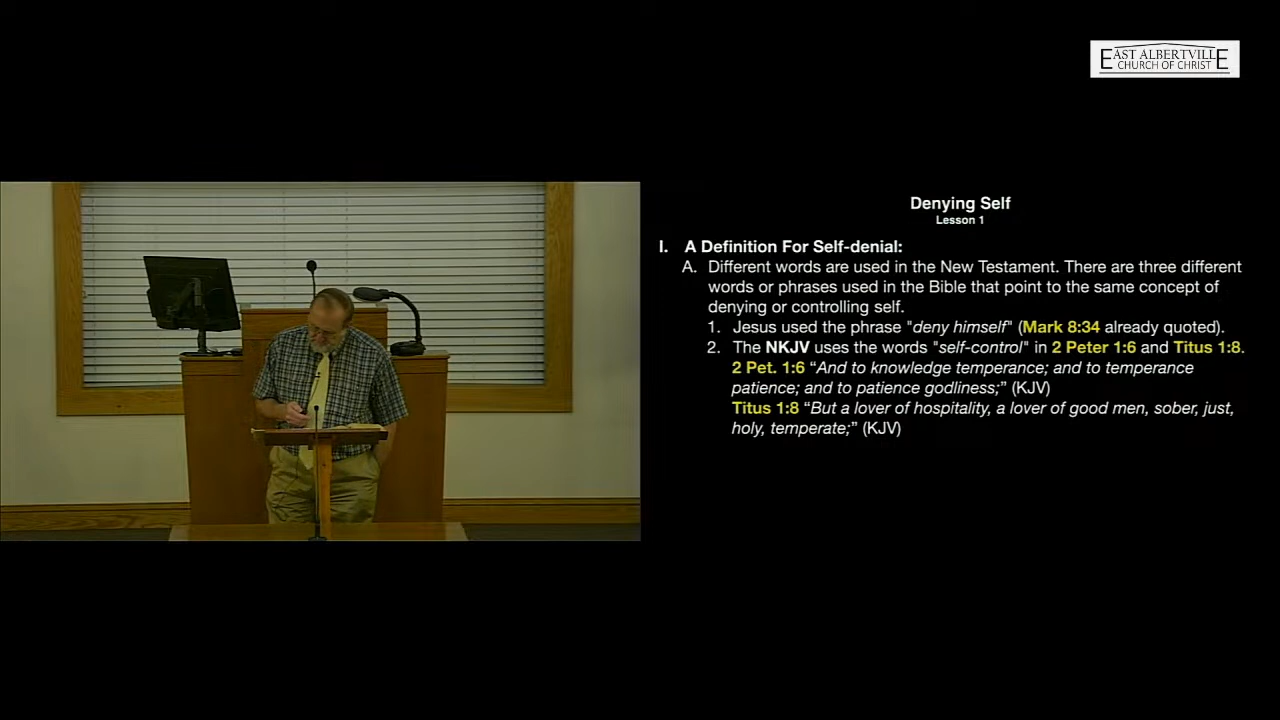 EAST ALBERTVILLE
CHURCH OF CHRIST
Denying Self
Lesson 1
I. A Definition For Self-denial:
A. Different words are used in the New Testament. There are three different
words or phrases used in the Bible that point to the same concept of
denying or controlling self.
1. Jesus used the phrase "deny himself" (Mark 8:34 already quoted).
2. The NKJV uses the words "self-control" in 2 Peter 1:6 and Titus 1:8.
2 Pet. 1:6 “And to knowledge temperance; and to temperance
patience; and to patience godliness;” (KJV)
Titus 1:8 “But a lover of hospitality, a lover of good men, sober, just,
holy, temperate;” (KJV)